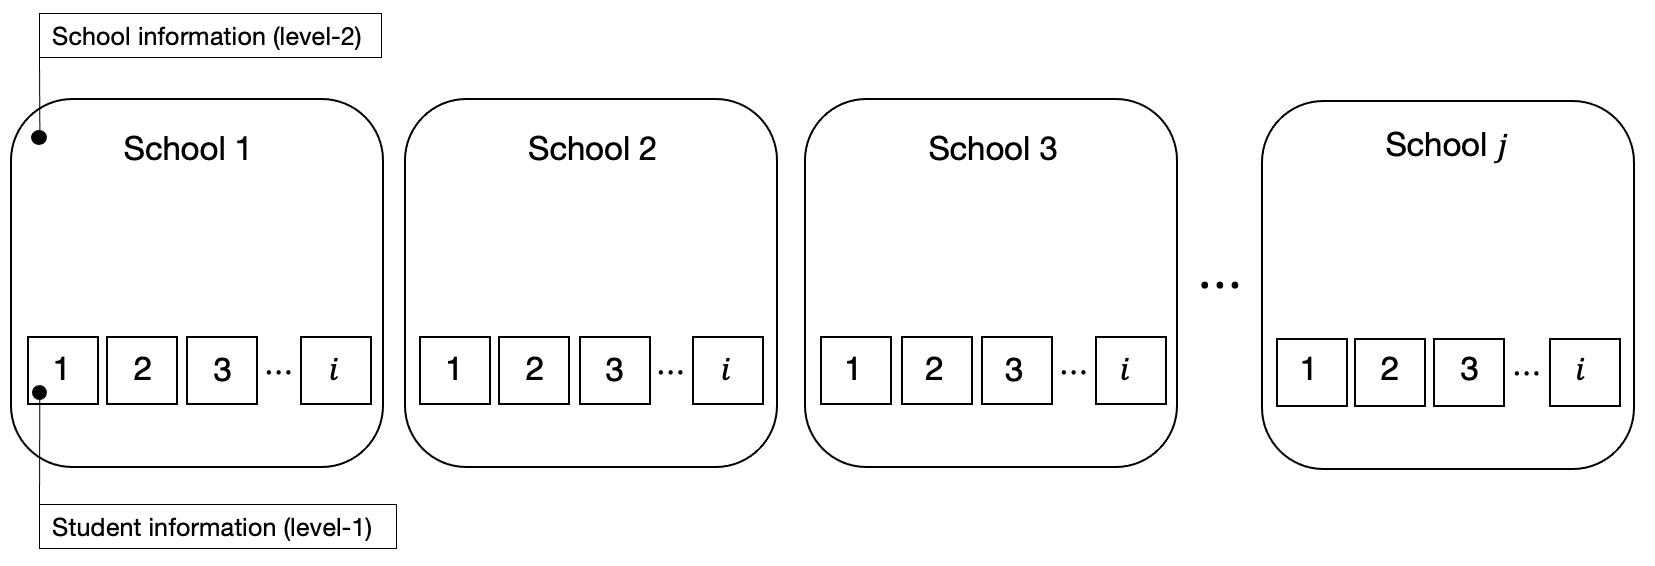 School information (level-2)
School 1
School 2
School 3
School j
...
1 2 3 ... i
1 2 3 ... i
1 2 3 ... i
1 2 3 ... i
Student information (level-1)